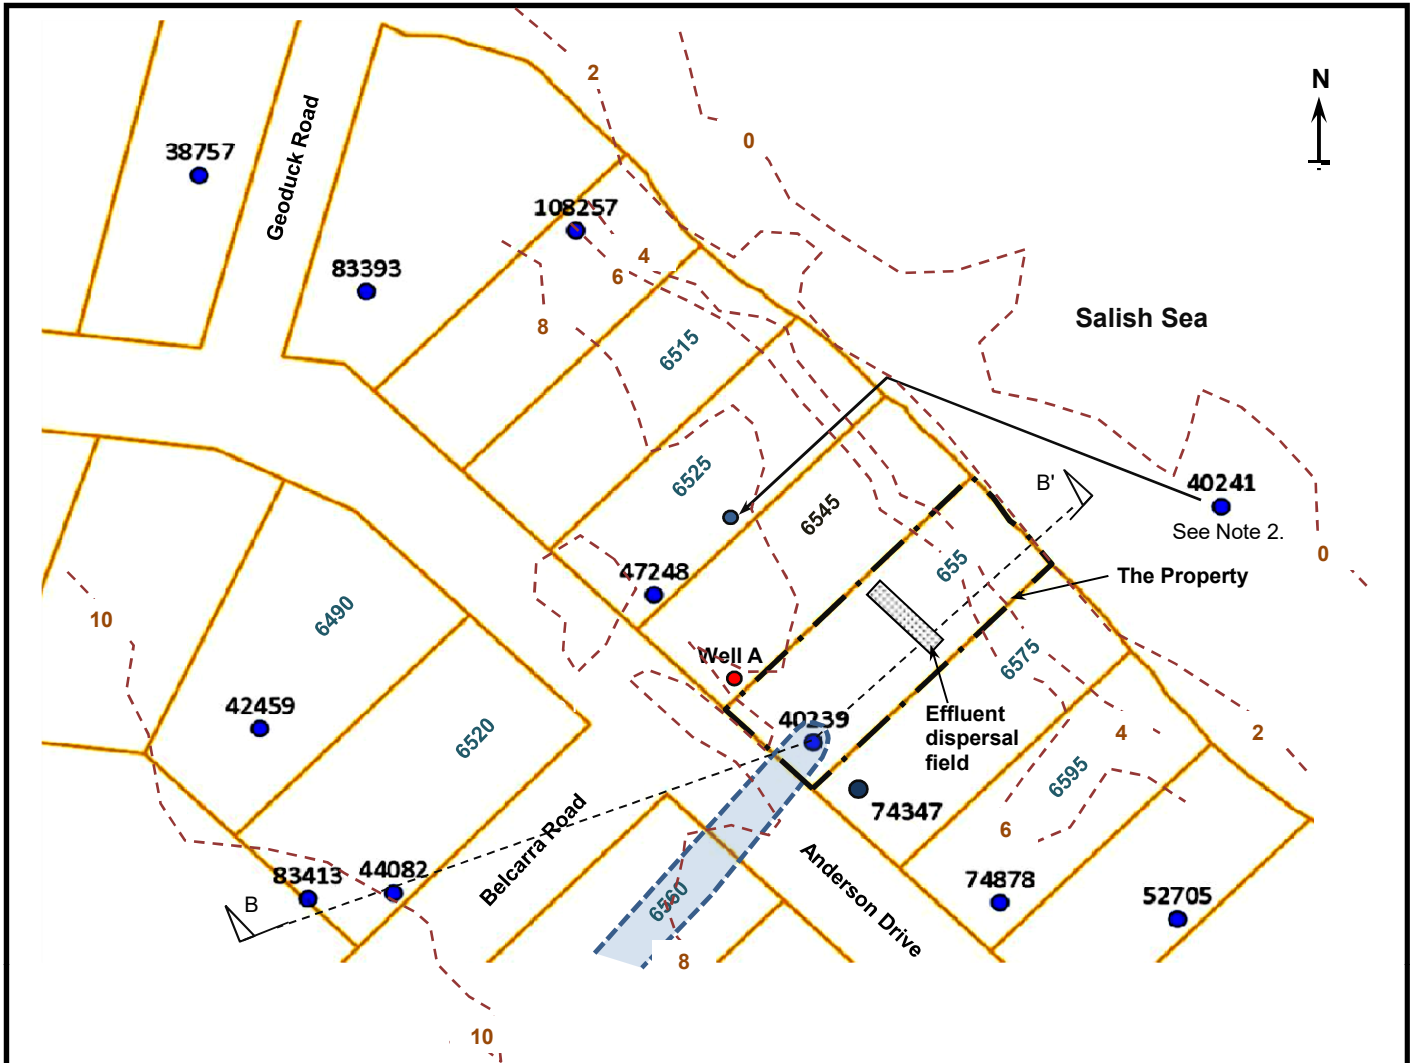 N
2
0
38757
Geoduck Road
108257
4
6
83393
8
Salish Sea
6515
6525
B'
40241
See Note 2.
6545
0
655
The Property
47248
10
6490
Well A
6575
42459
40239
Effluent
dispersal
field
4
2
6520
6595
74347
6
Belcarra Road
Anderson Drive
83413
44082
74878
52705
B
6560
8
10